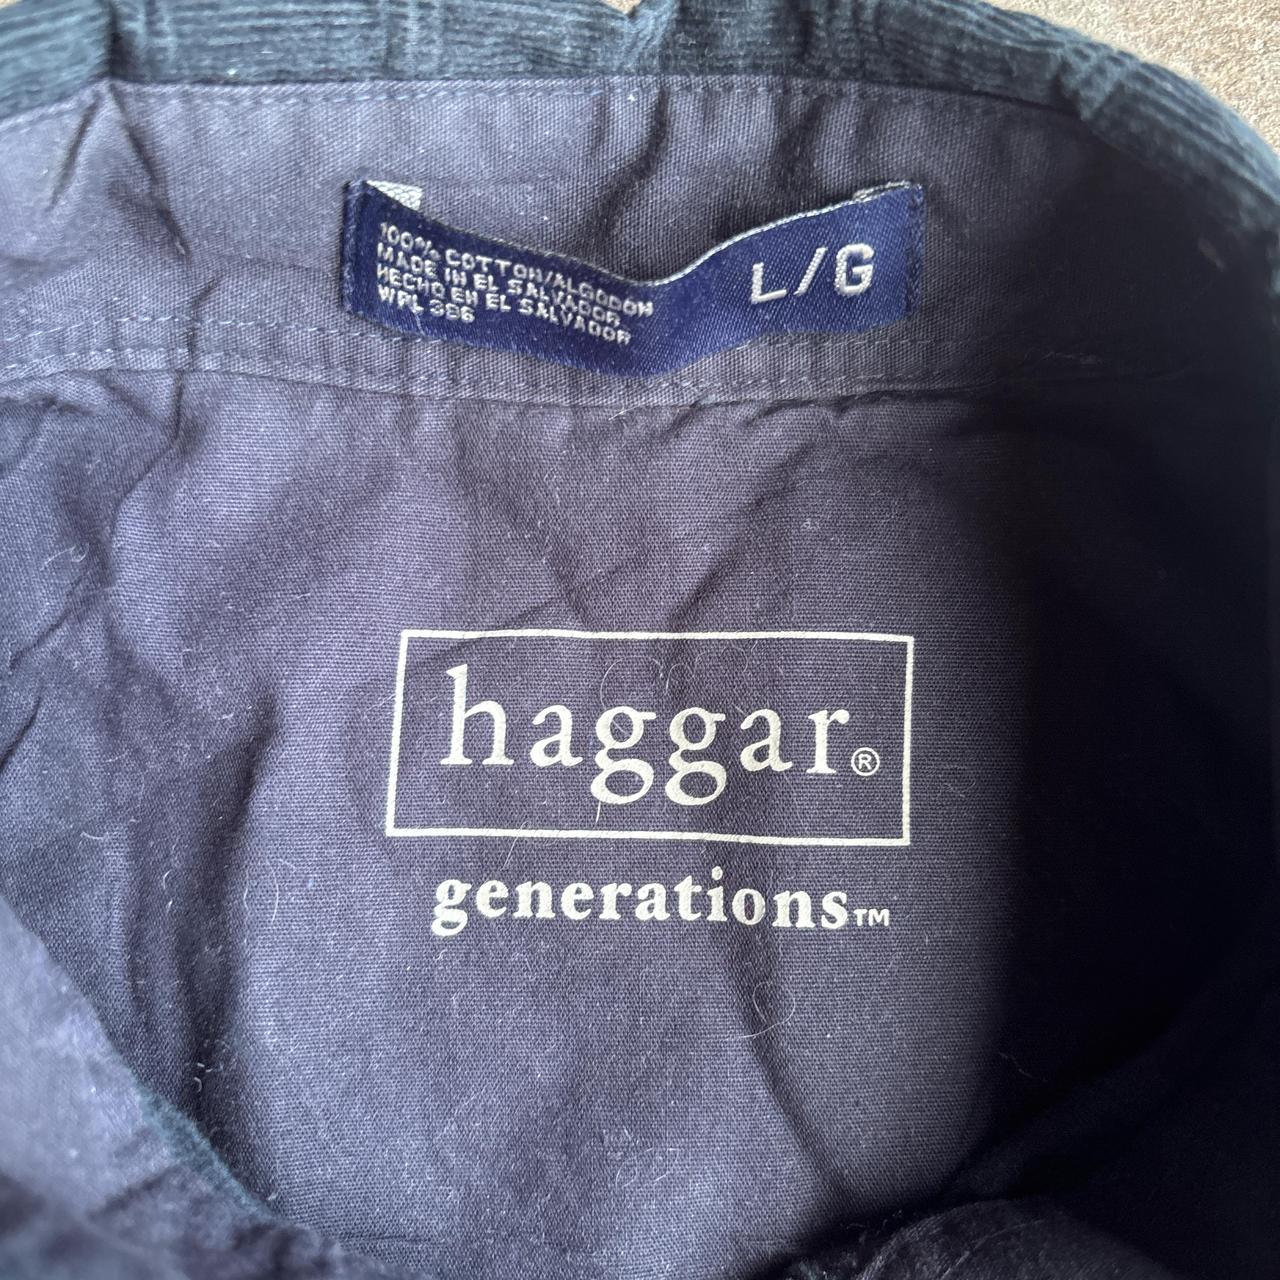 100% COTTON/ALGODON
MADE IN EL SALVADOR
HECHO EN EL SALVADOR
WPL 386
L/G
haggar®
generations™